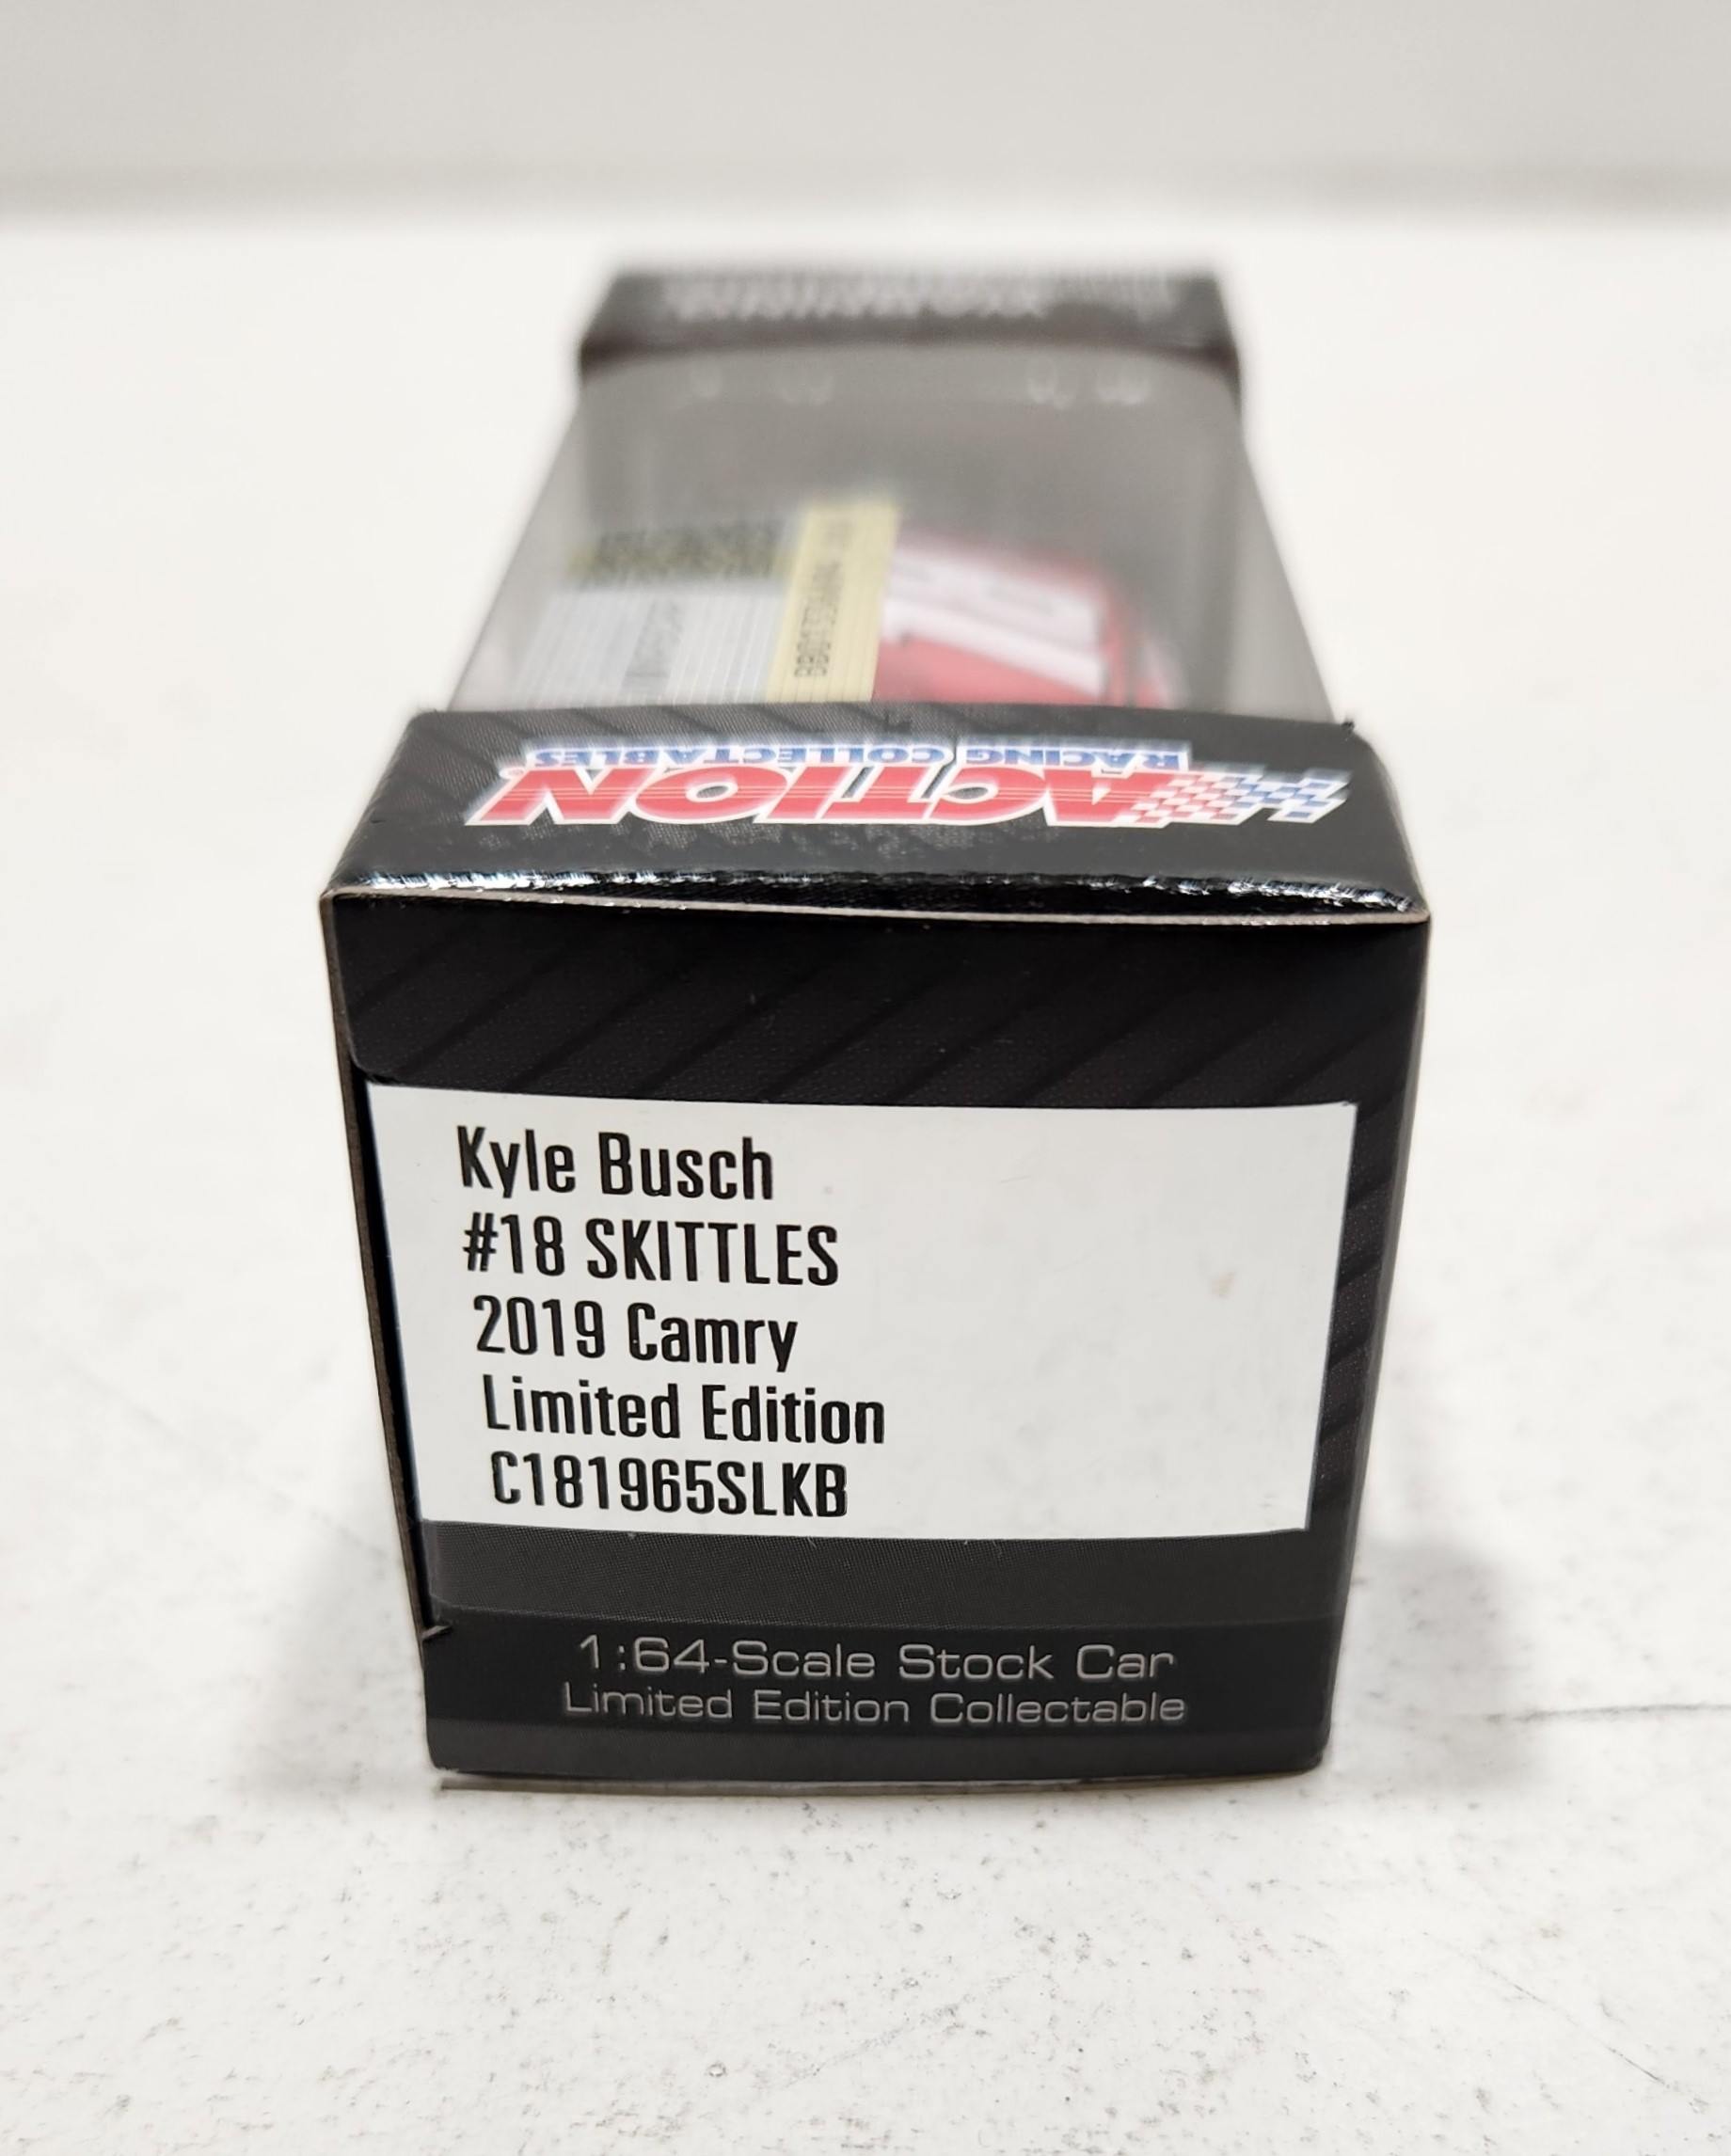 ACTION
RACING COLLECTABLES
Kyle Busch
#18 SKITTLES
2019 Camry
Limited Edition
C181965SLKB
1:64-Scale Stock Car
Limited Edition Collectable